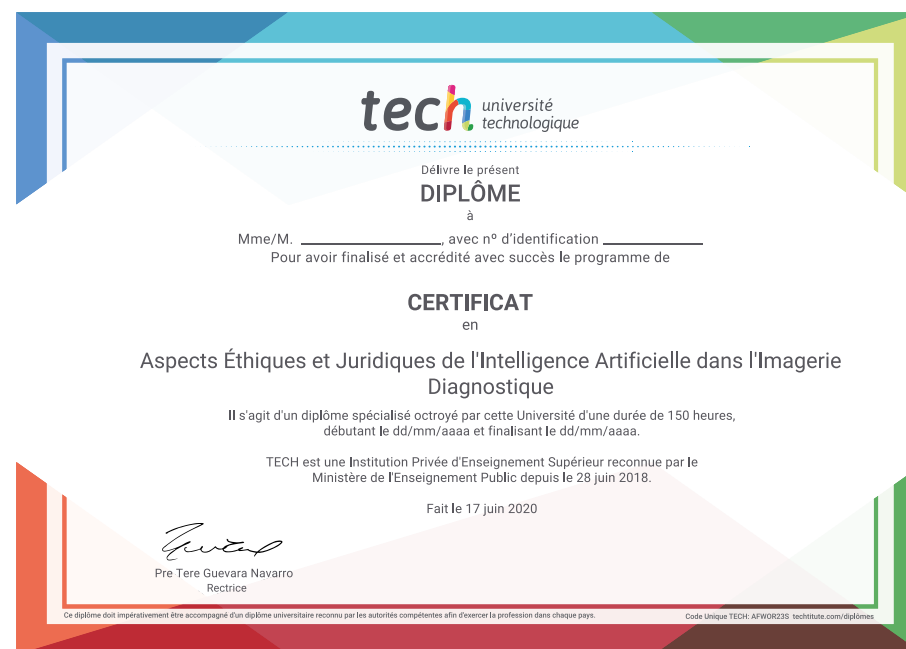 tech université
technologique
Délivre le présent
DIPLÔME
à
Mme/M. ____________________, avec nº d'identification ______________
Pour avoir finalisé et accrédité avec succès le programme de
CERTIFICAT
en
Aspects Éthiques et Juridiques de l'Intelligence Artificielle dans l'Imagerie
Diagnostique
Il s'agit d'un diplôme spécialisé octroyé par cette Université d'une durée de 150 heures,
débutant le dd/mm/aaaa et finalisant le dd/mm/aaaa.
TECH est une Institution Privée d'Enseignement Supérieur reconnue par le
Ministère de l'Enseignement Public depuis le 28 juin 2018.
Fait le 17 juin 2020
Pre Tere Guevara Navarro
Rectrice
Ce diplôme doit impérativement être accompagné d'un diplôme universitaire reconnu par les autorités compétentes afin d'exercer la profession dans chaque pays.
Code Unique TECH: AFWOR23S techtitute.com/diplômes